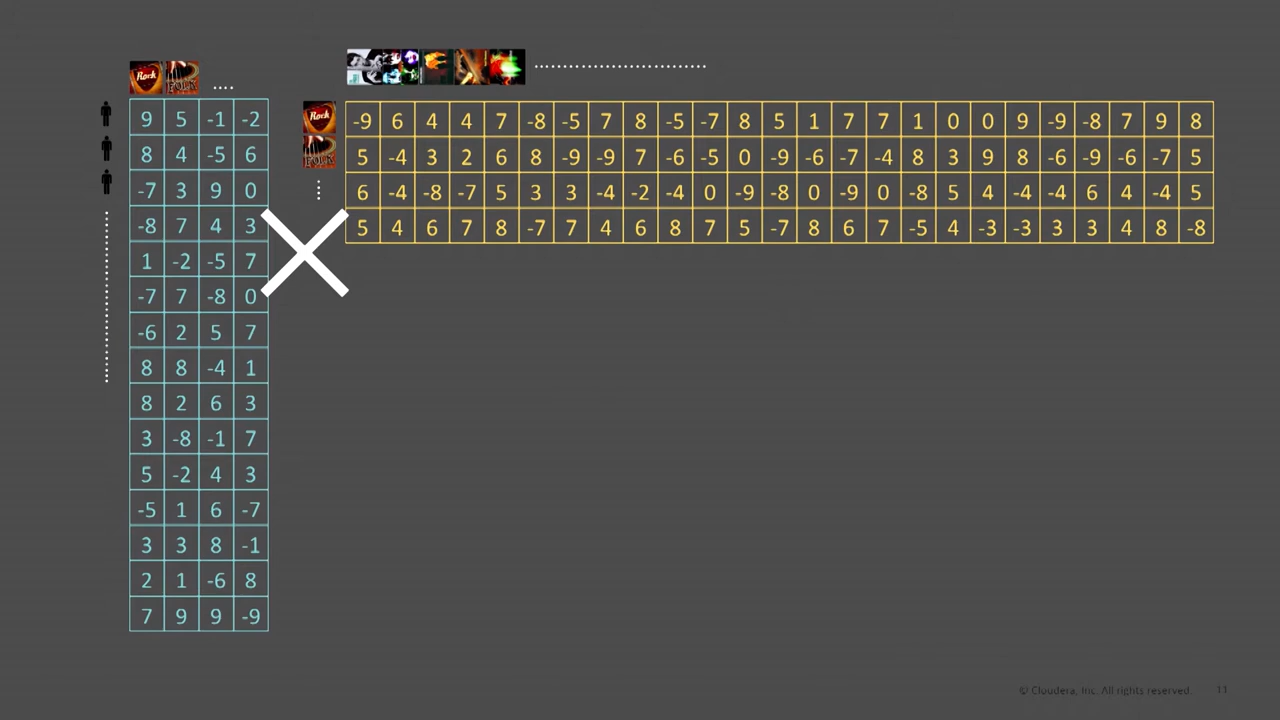 Rock FOLK ....
9 5 -1 -2
8 4 -5 6
-7 3 9 0
-8 7 4 3
1 -2 -5 7
-7 7 -8 0
-6 2 5 7
8 8 -4 1
8 2 6 3
3 -8 -1 7
5 -2 4 3
-5 1 6 -7
3 3 8 -1
2 1 -6 8
7 9 9 -9
Rock -9 6 4 4 7 -8 -5 7 8 -5 -7 8 5 1 7 7 1 0 0 9 -9 -8 7 9 8
FOLK 5 -4 3 2 6 8 -9 -9 7 -6 -5 0 -9 -6 -7 -4 8 3 9 8 -6 -9 -6 -7 5
6 -4 -8 -7 5 3 3 -4 -2 -4 0 -9 -8 0 -9 0 -8 5 4 -4 -4 6 4 -4 5
5 4 6 7 8 -7 7 4 6 8 7 5 -7 8 6 7 -5 4 -3 -3 3 3 4 8 -8
© Cloudera, Inc. All rights reserved. 11